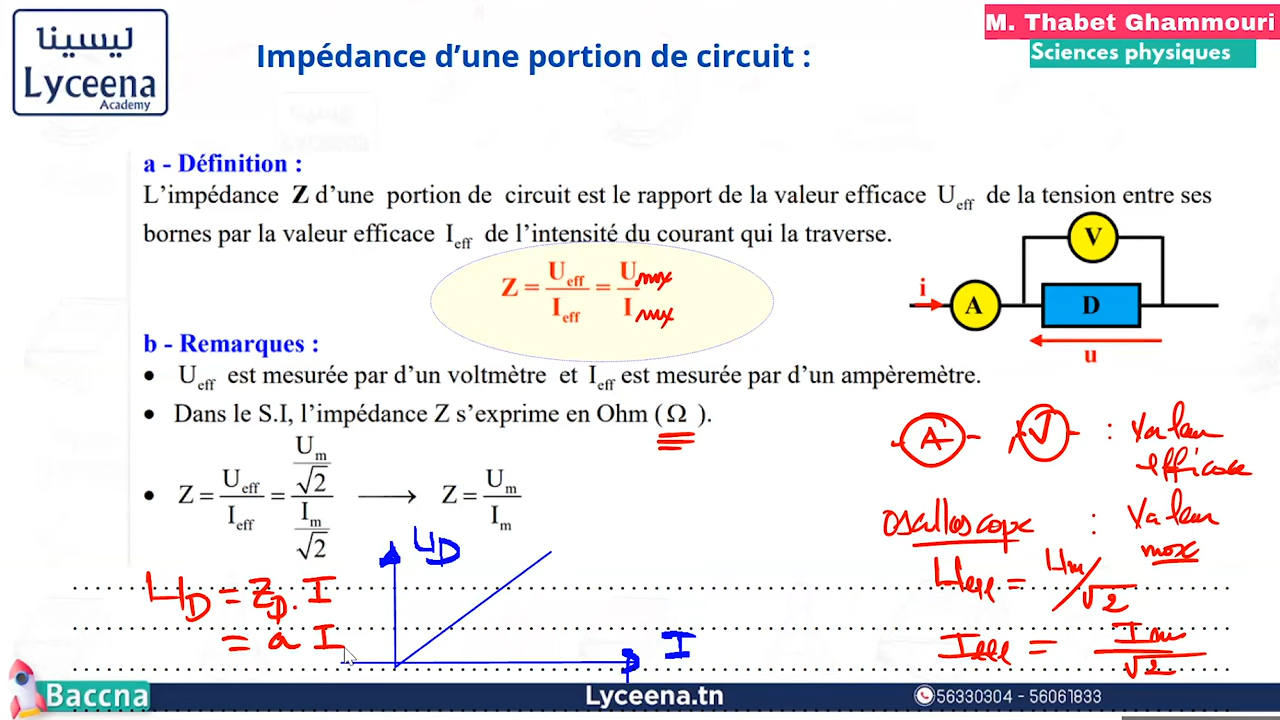 ليسينا
Lyceena
Academy
M. Thabet Ghammouri
Sciences physiques
Impédance d’une portion de circuit :
a - Définition :
L’impédance Z d’une portion de circuit est le rapport de la valeur efficace Ueff de la tension entre ses
bornes par la valeur efficace Ieff de l’intensité du courant qui la traverse.
Z = Ueff/Ieff = Umax/Imax
V
i
A
D
u
b - Remarques :
• Ueff est mesurée par d’un voltmètre et Ieff est mesurée par d’un ampèremètre.
• Dans le S.I, l’impédance Z s’exprime en Ohm ( Ω ).
• Z = Ueff/Ieff = (Um/√2)/(Im/√2) ⟶ Z = Um/Im
A V : Valeur
efficace
oscilloscope : Valeur
max
Ueff = Um/√2
Ieff = Im/√2
UD
I
UD = ZD . I
= a I
Baccna
Lyceena.tn
56330304 - 56061833